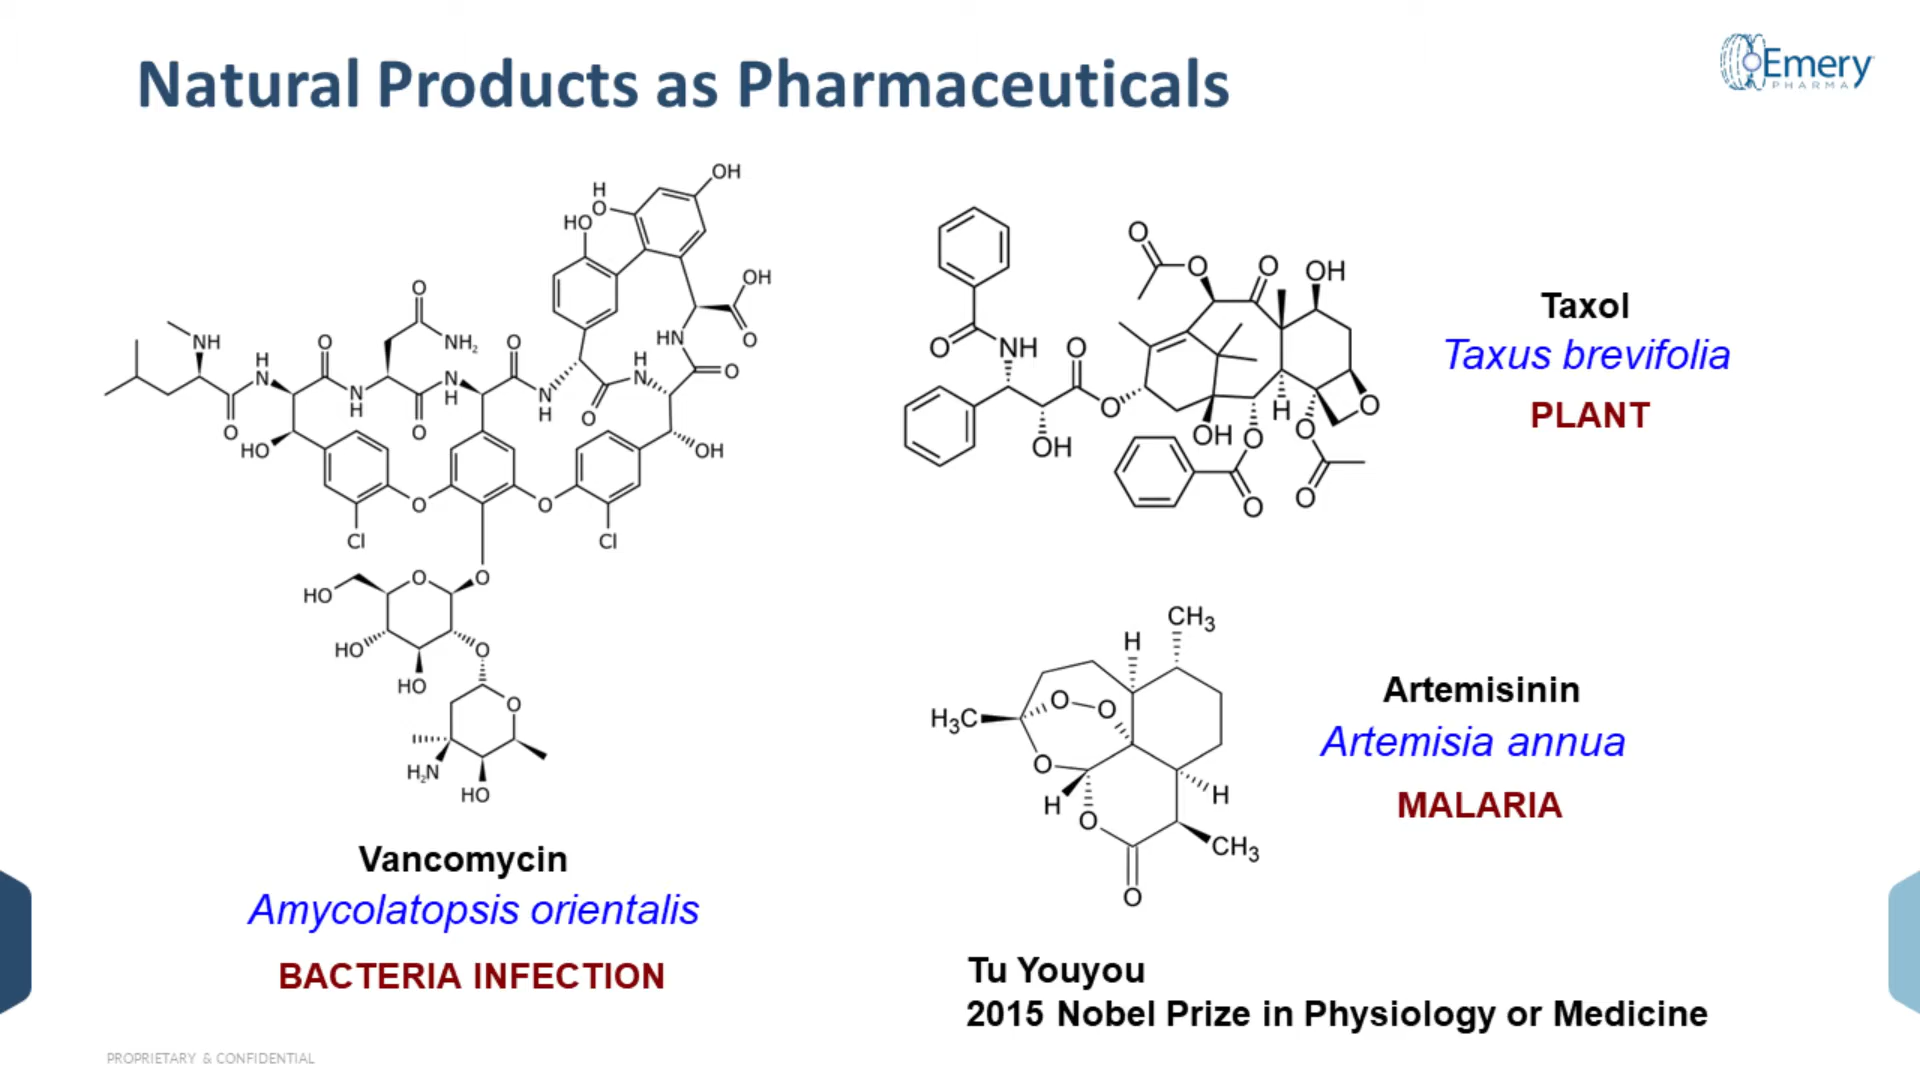 Natural Products as Pharmaceuticals
Emery
PHARMA
Vancomycin
Amycolatopsis orientalis
BACTERIA INFECTION
Taxol
Taxus brevifolia
PLANT
Artemisinin
Artemisia annua
MALARIA
Tu Youyou
2015 Nobel Prize in Physiology or Medicine
PROPRIETARY & CONFIDENTIAL